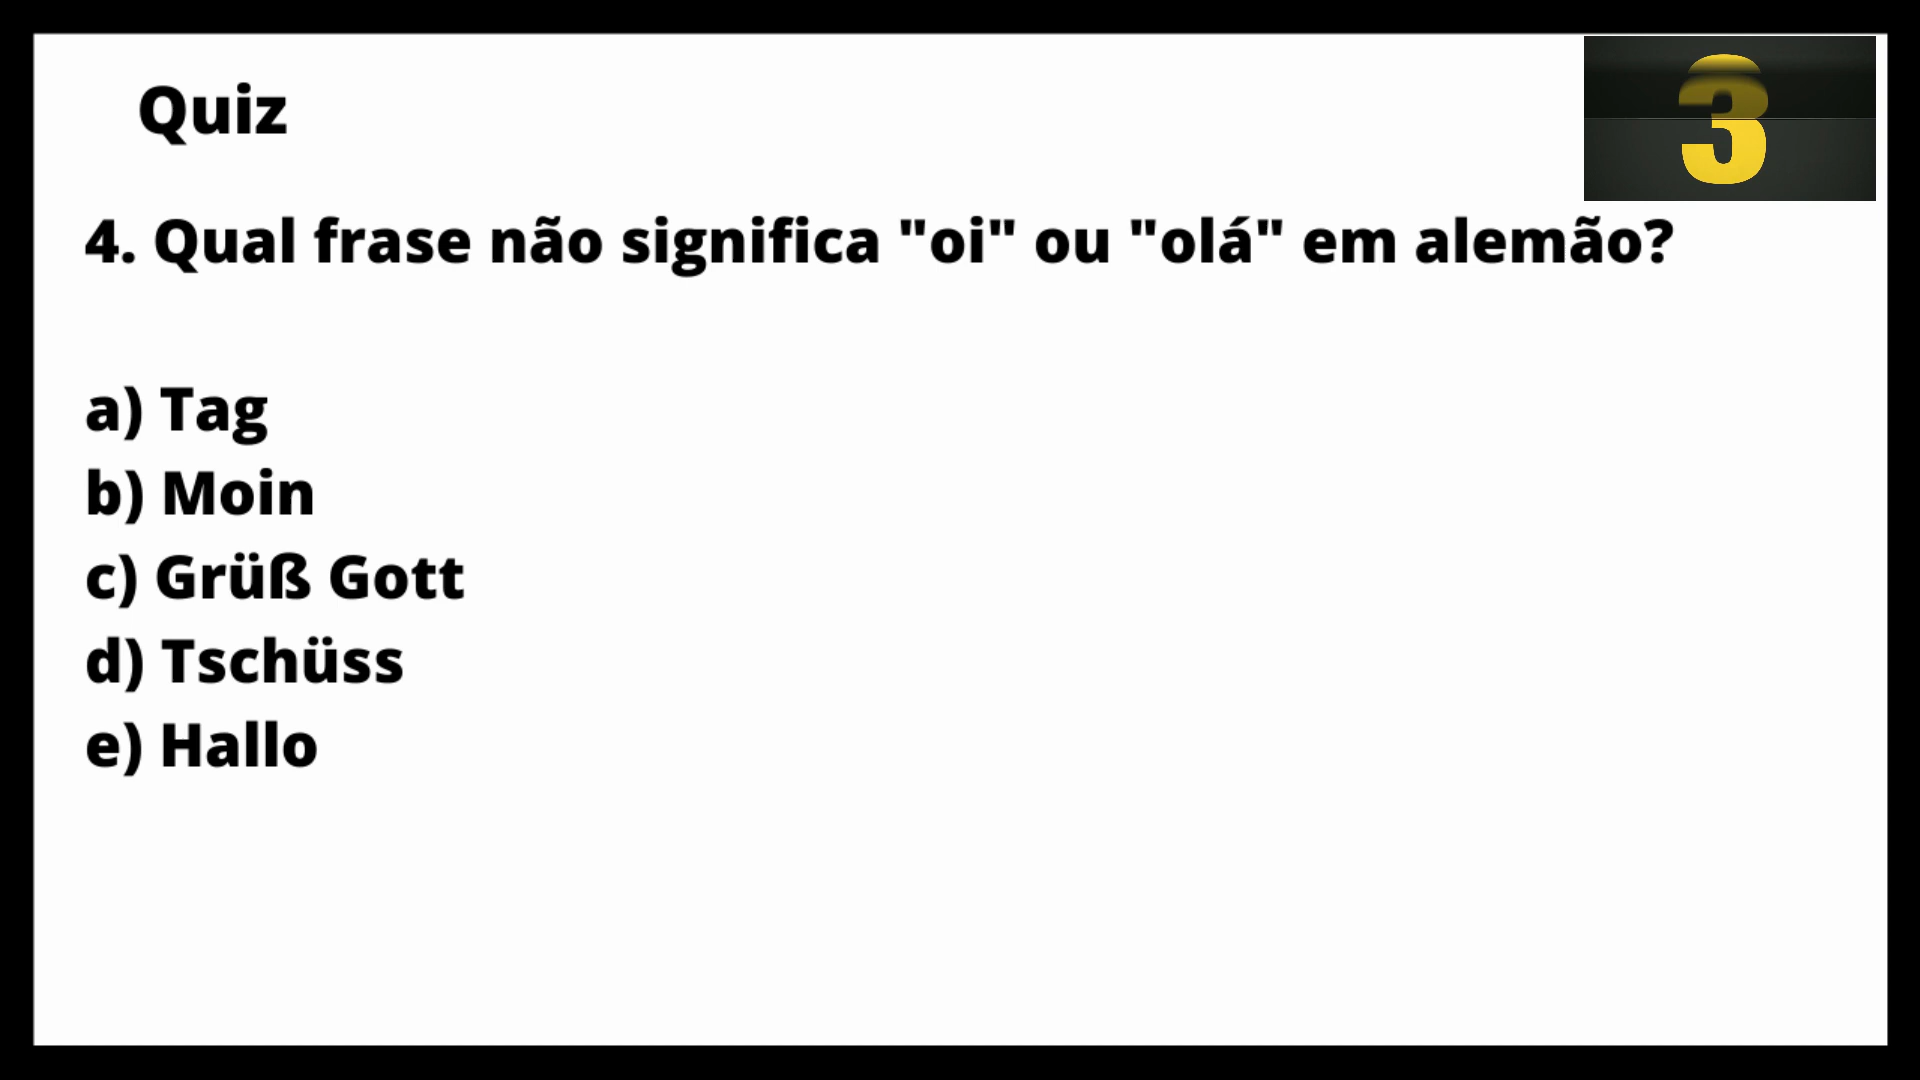 Quiz
3
4. Qual frase não significa "oi" ou "olá" em alemão?
a) Tag
b) Moin
c) Grüß Gott
d) Tschüss
e) Hallo